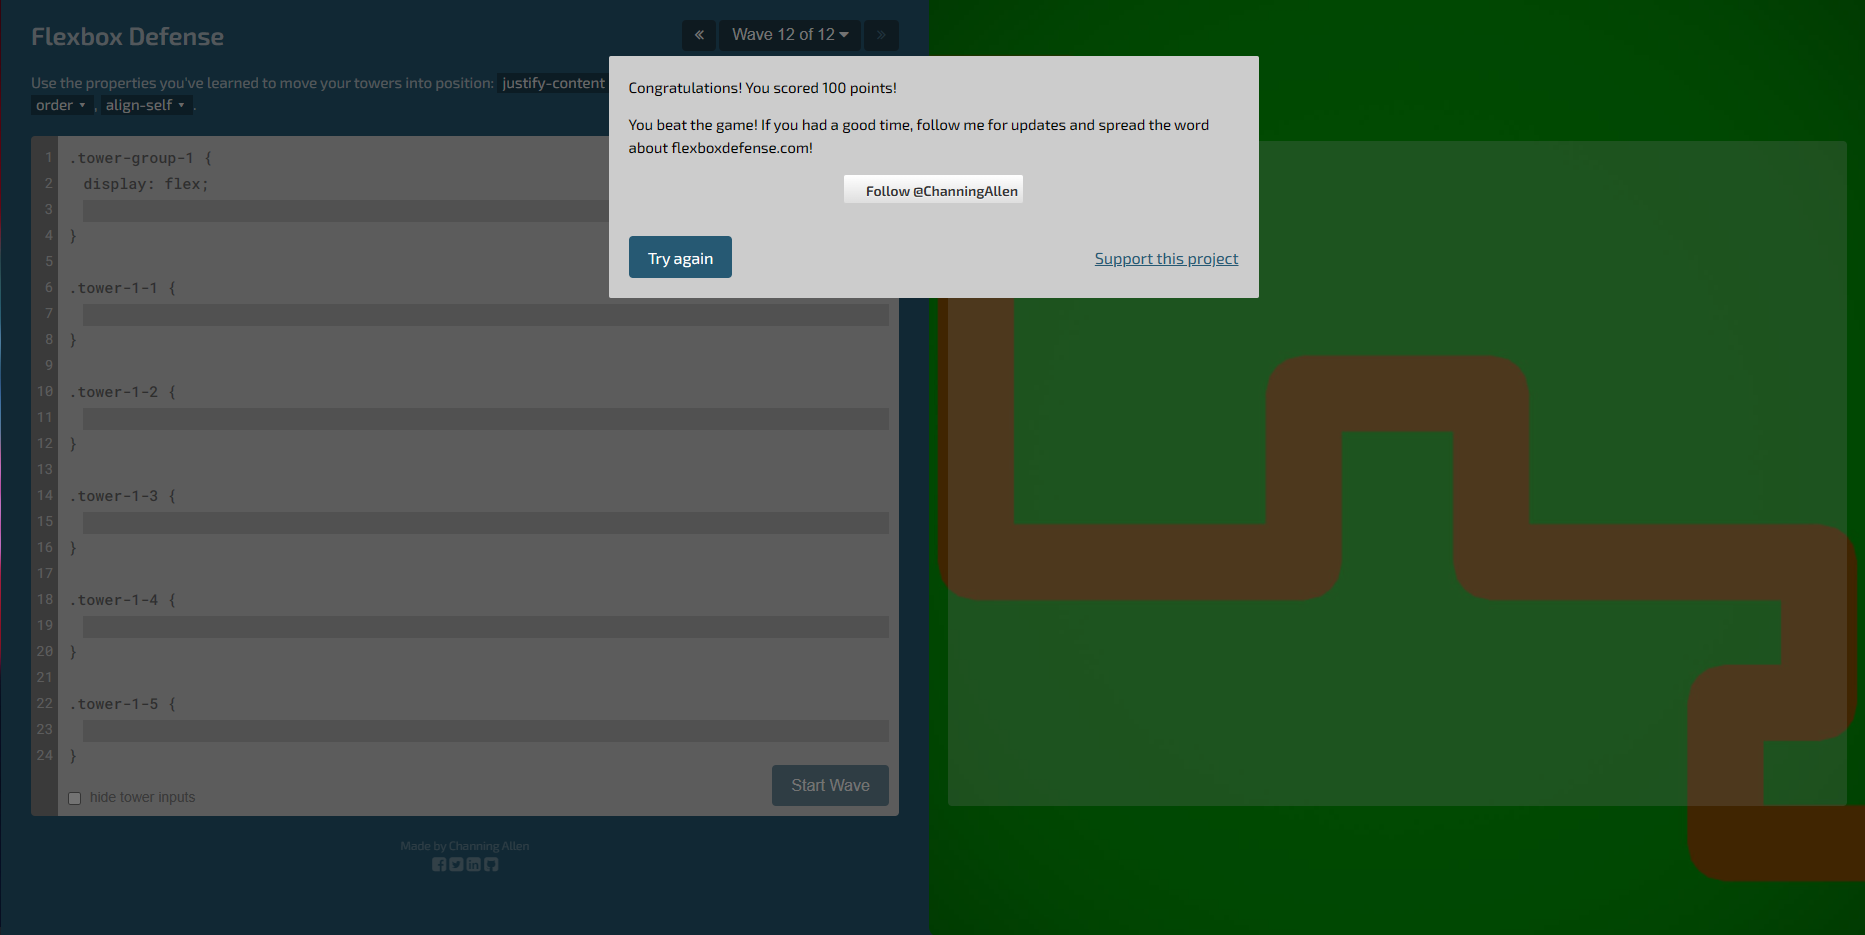 Flexbox Defense
« Wave 12 of 12 »
Use the properties you've learned to move your towers into position: justify-content
order , align-self .
Congratulations! You scored 100 points!
You beat the game! If you had a good time, follow me for updates and spread the word
about flexboxdefense.com!
Follow @ChanningAllen
Try again
Support this project
1 .tower-group-1 {
2 display: flex;
3
4 }
5
6 .tower-1-1 {
7
8 }
9
10 .tower-1-2 {
11
12 }
13
14 .tower-1-3 {
15
16 }
17
18 .tower-1-4 {
19
20 }
21
22 .tower-1-5 {
23
24 }
hide tower inputs
Start Wave
Made by Channing Allen